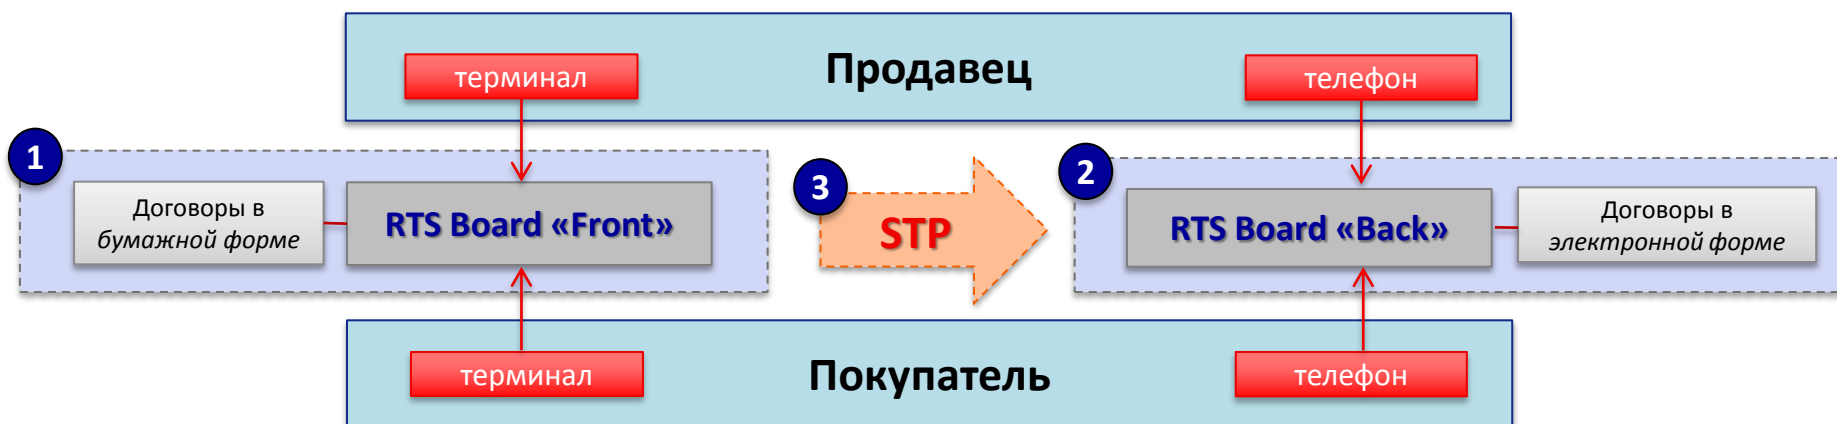 Продавец
терминал
телефон
1
Договоры в
бумажной форме
RTS Board «Front»
3
STP
2
RTS Board «Back»
Договоры в
электронной форме
терминал
Покупатель
телефон